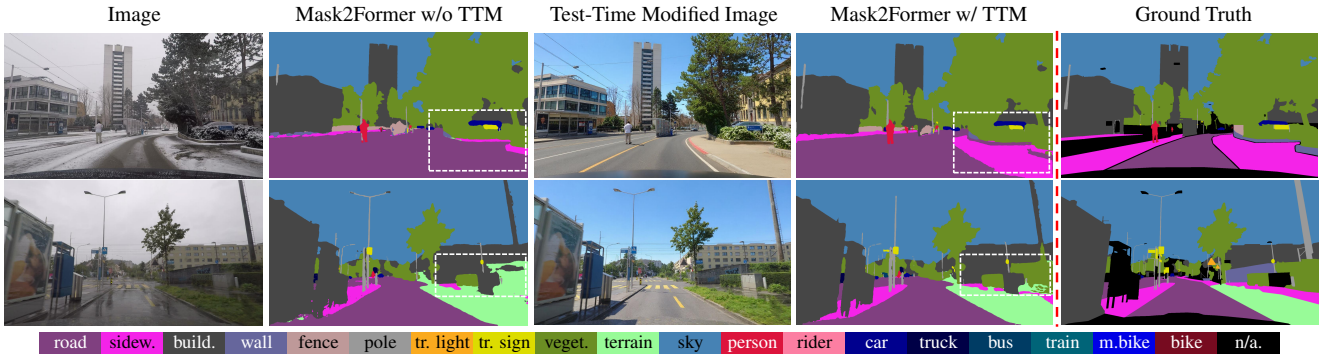 Image Mask2Former w/o TTM Test-Time Modified Image Mask2Former w/ TTM Ground Truth
road sidew. build. wall fence pole tr. light tr. sign veget. terrain sky person rider car truck bus train m.bike bike n/a.